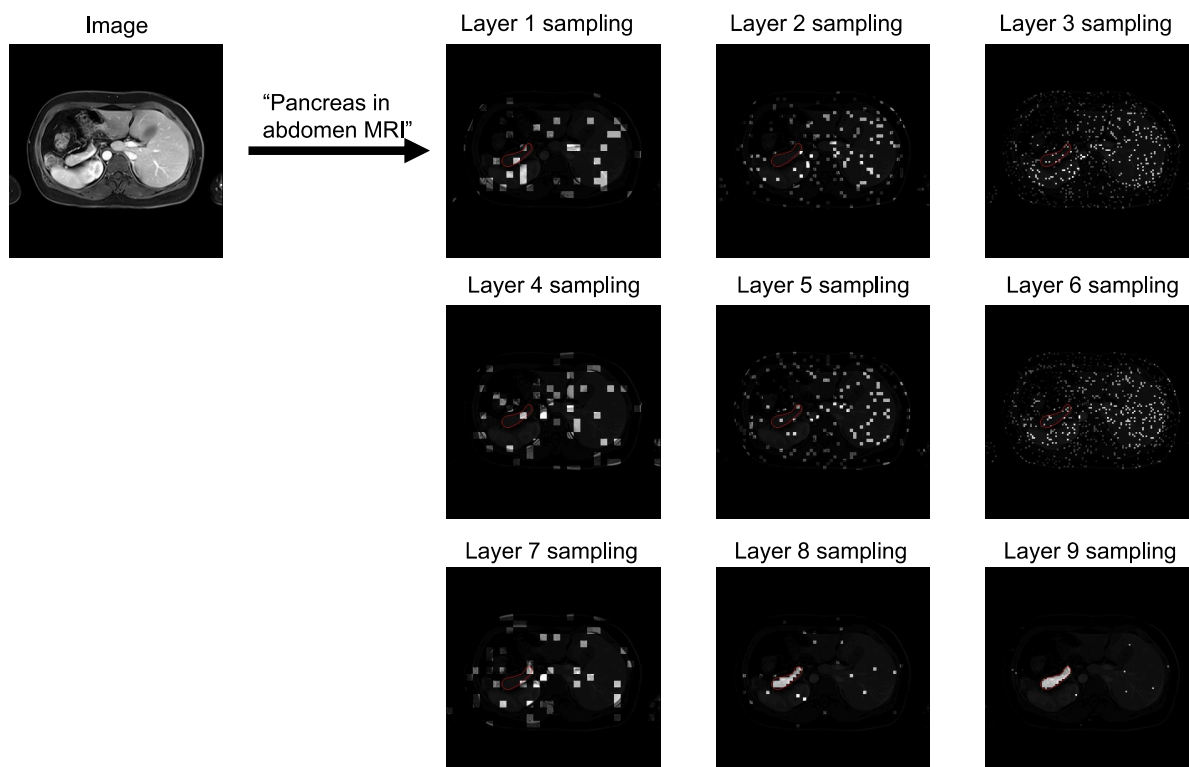 Image
Layer 1 sampling
Layer 2 sampling
Layer 3 sampling
“Pancreas in
abdomen MRI”
Layer 4 sampling
Layer 5 sampling
Layer 6 sampling
Layer 7 sampling
Layer 8 sampling
Layer 9 sampling